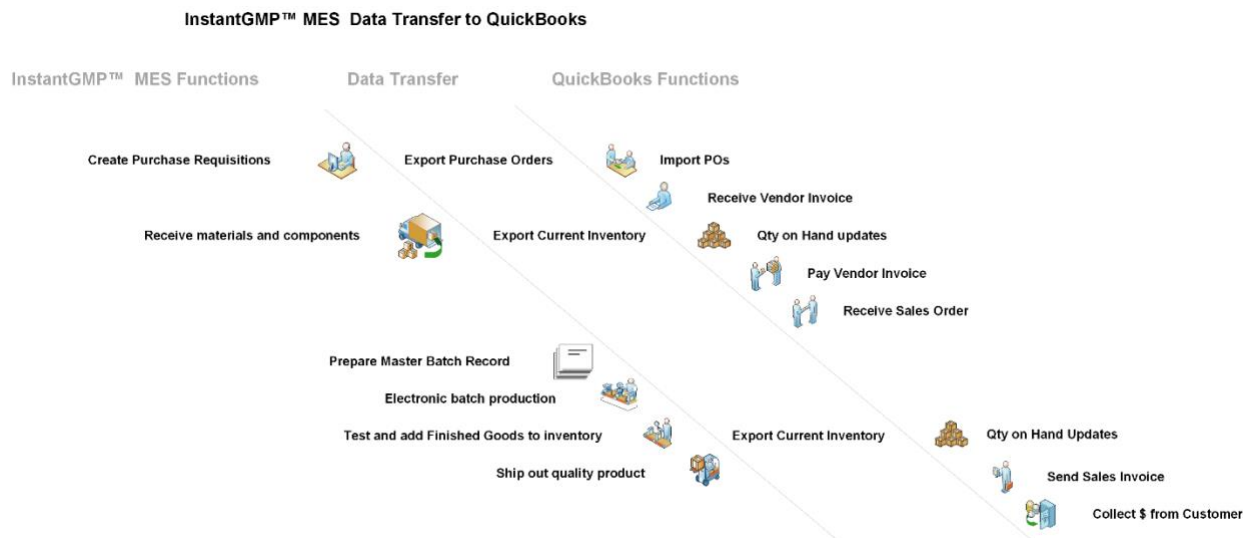 InstantGMP™ MES  Data Transfer to QuickBooks
InstantGMP™  MES Functions
Data Transfer
QuickBooks Functions
Create Purchase Requisitions
Export Purchase Orders
Import POs
Receive Vendor Invoice
Receive materials and components
Export Current Inventory
Qty on Hand updates
Pay Vendor Invoice
Receive Sales Order
Prepare Master Batch Record
Electronic batch production
Test and add Finished Goods to inventory
Export Current Inventory
Qty on Hand Updates
Ship out quality product
Send Sales Invoice
Collect $ from Customer